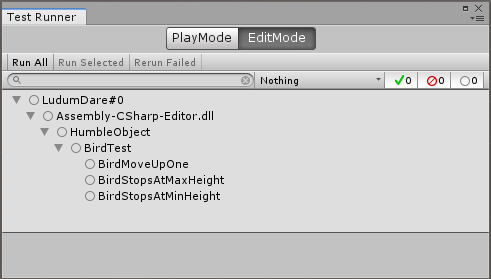 Test Runner
PlayMode EditMode
Run All Run Selected Rerun Failed
Nothing 0 0 0
LudumDare#0
Assembly-CSharp-Editor.dll
HumbleObject
BirdTest
BirdMoveUpOne
BirdStopsAtMaxHeight
BirdStopsAtMinHeight